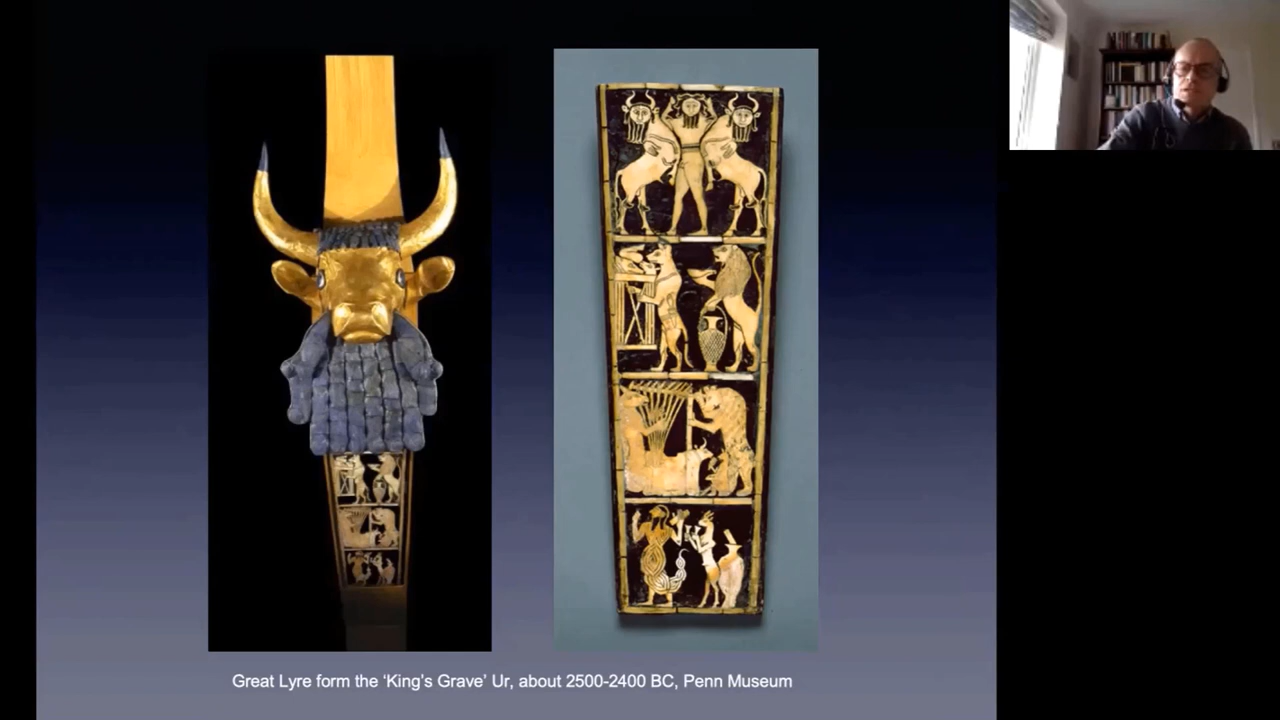 Great Lyre form the ‘King’s Grave’ Ur, about 2500-2400 BC, Penn Museum